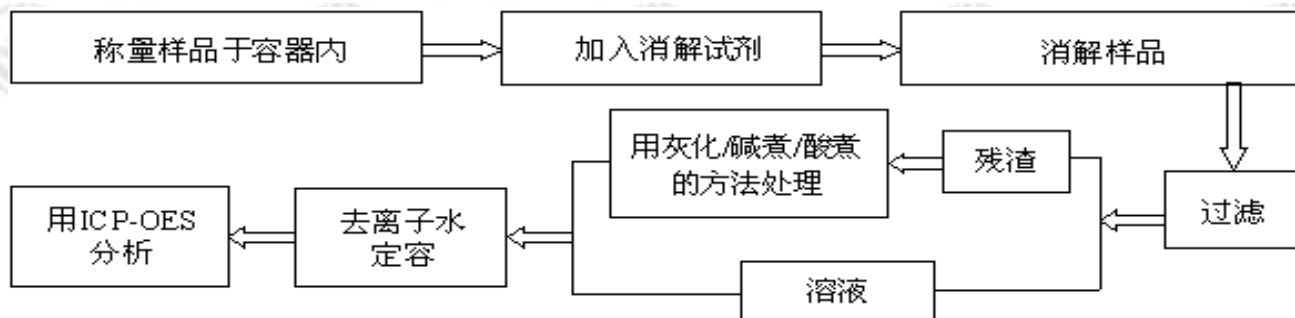 称量样品于容器内
加入消解试剂
消解样品
用灰化/碱煮/酸煮
的方法处理
残渣
过滤
用ICP-OES
分析
去离子水
定容
溶液